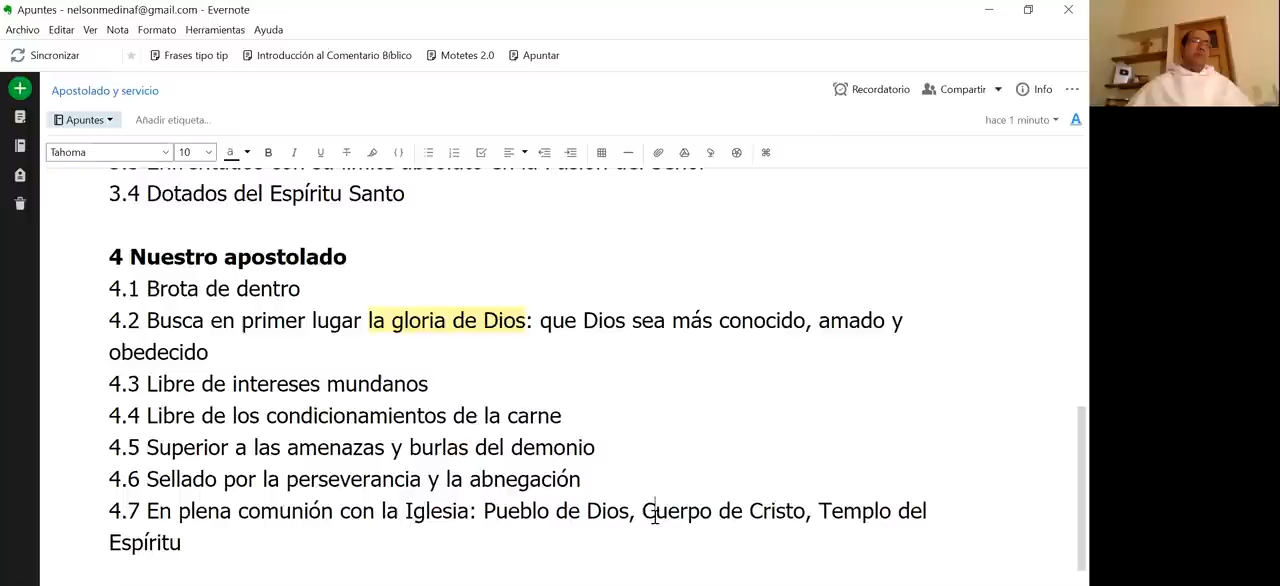 Apuntes - nelsonmedinaf@gmail.com - Evernote
Archivo Editar Ver Nota Formato Herramientas Ayuda
Sincronizar Frases tipo tip Introducción al Comentario Bíblico Motetes 2.0 Apuntar
Apostolado y servicio Recordatorio Compartir Info
Apuntes Añadir etiqueta... hace 1 minuto
Tahoma 10 a B I U T
3.4 Dotados del Espíritu Santo
4 Nuestro apostolado
4.1 Brota de dentro
4.2 Busca en primer lugar la gloria de Dios: que Dios sea más conocido, amado y
obedecido
4.3 Libre de intereses mundanos
4.4 Libre de los condicionamientos de la carne
4.5 Superior a las amenazas y burlas del demonio
4.6 Sellado por la perseverancia y la abnegación
4.7 En plena comunión con la Iglesia: Pueblo de Dios, Cuerpo de Cristo, Templo del
Espíritu